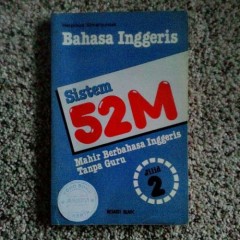 Bahasa Inggeris
Sistem
52M
Mahir Berbahasa Inggeris
Tanpa Guru
Jilid
2